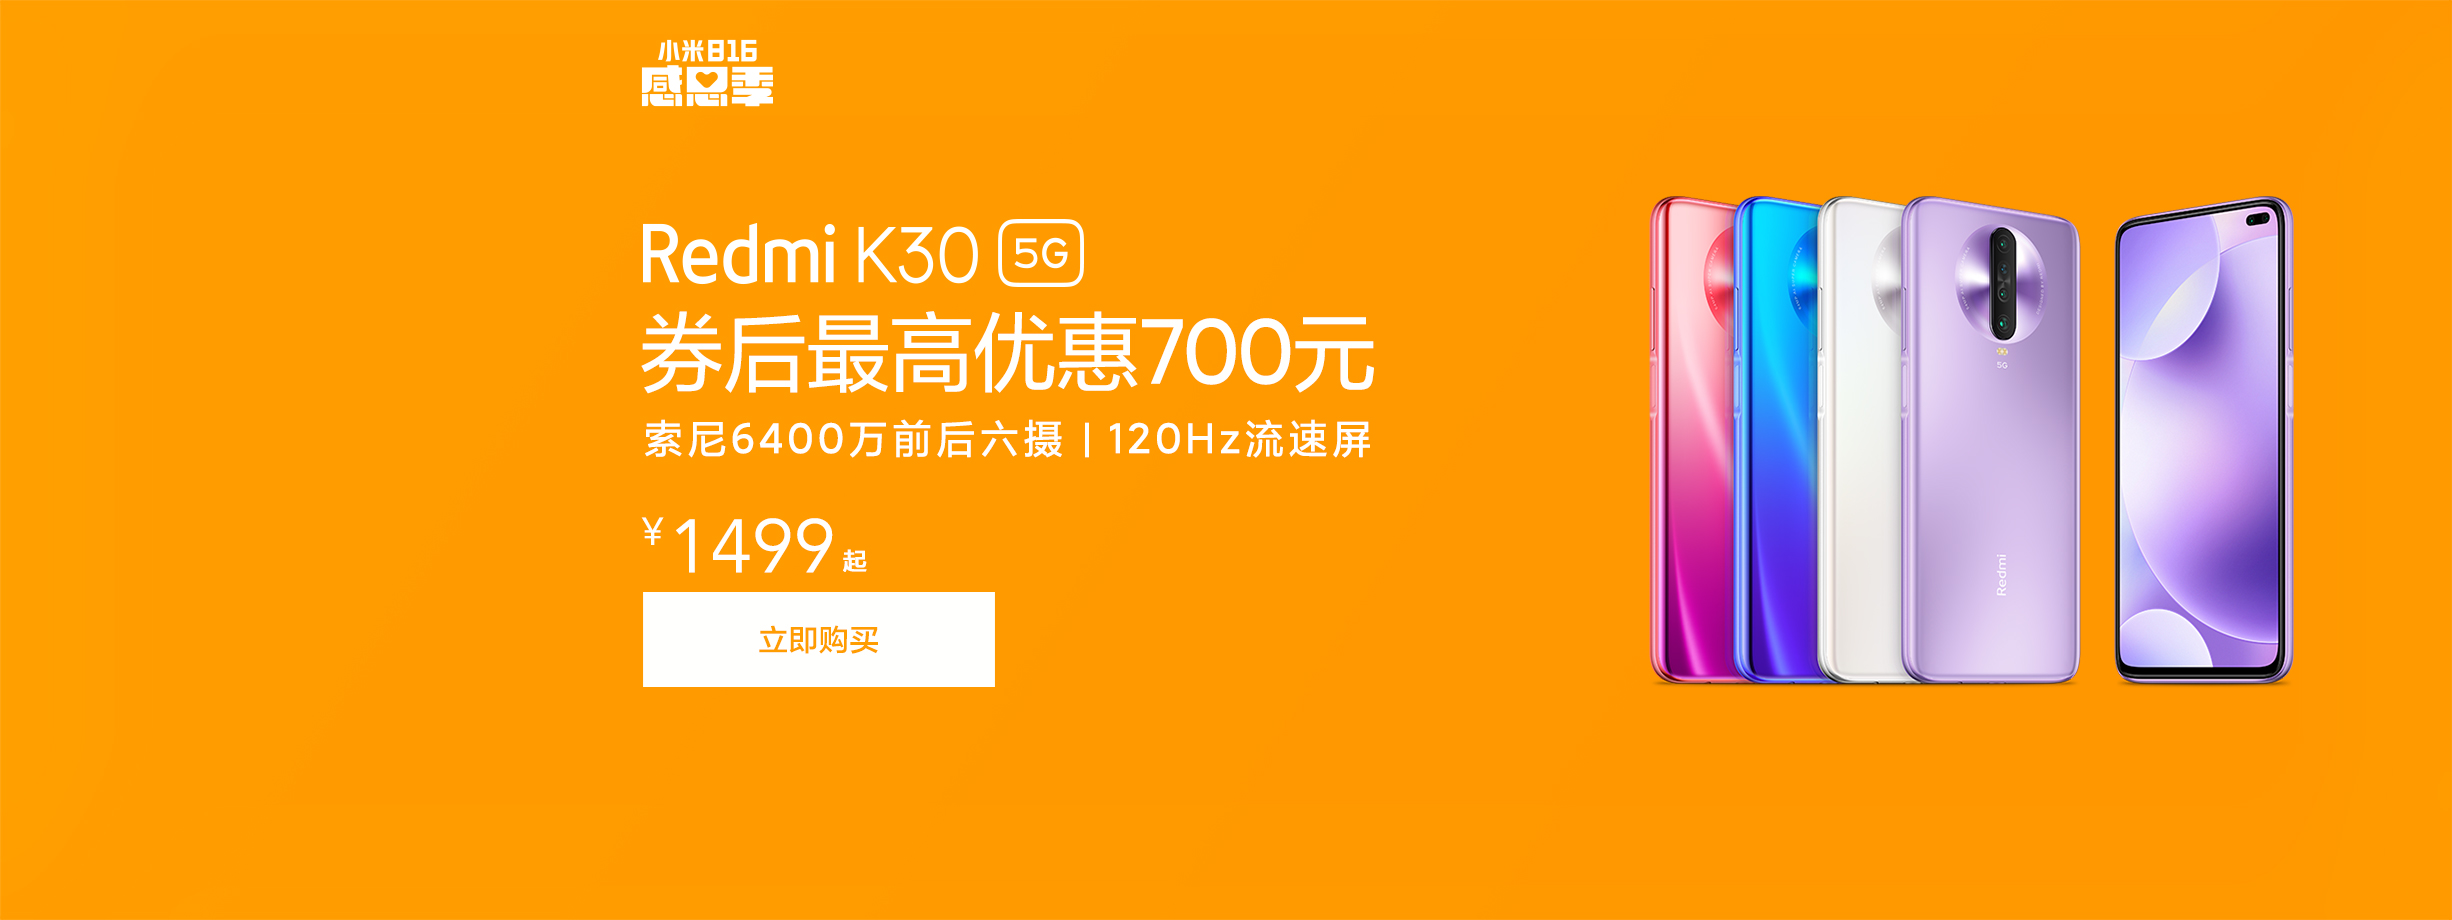 小米816
感恩季
Redmi K30 5G
券后最高优惠700元
索尼6400万前后六摄 | 120Hz流速屏
¥1499起
立即购买
5G
Redmi